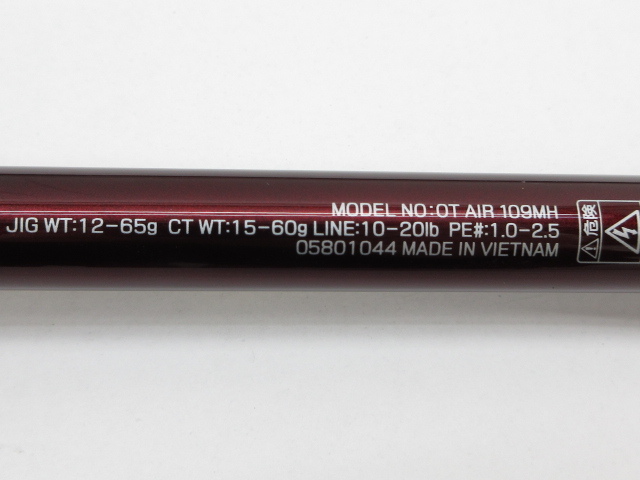 MODEL NO:OT AIR 109MH
JIG WT:12-65g CT WT:15-60g LINE:10-20lb PE#:1.0-2.5
05801044 MADE IN VIETNAM
危険